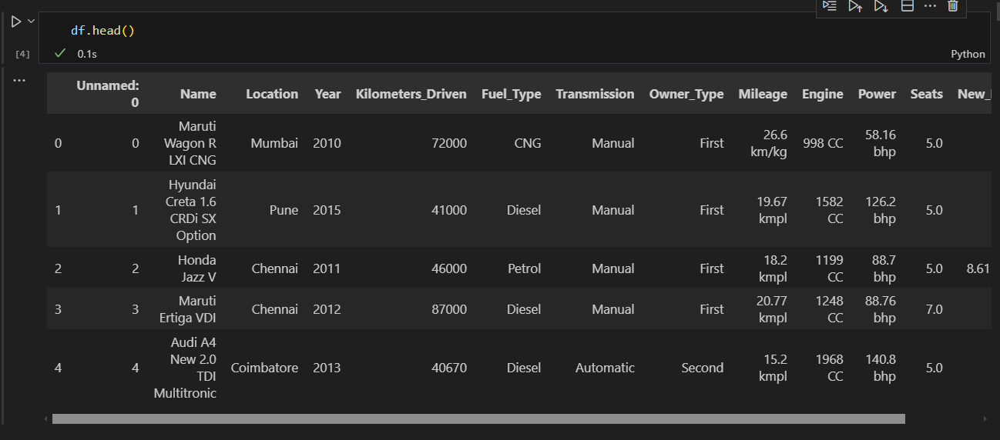 df.head()
[4]
0.1s
Python
Unnamed: 0 Name Location Year Kilometers_Driven Fuel_Type Transmission Owner_Type Mileage Engine Power Seats New_
0 0 Maruti Wagon R LXI CNG Mumbai 2010 72000 CNG Manual First 26.6 km/kg 998 CC 58.16 bhp 5.0
1 1 Hyundai Creta 1.6 CRDi SX Option Pune 2015 41000 Diesel Manual First 19.67 kmpl 1582 CC 126.2 bhp 5.0
2 2 Honda Jazz V Chennai 2011 46000 Petrol Manual First 18.2 kmpl 1199 CC 88.7 bhp 5.0 8.61
3 3 Maruti Ertiga VDI Chennai 2012 87000 Diesel Manual First 20.77 kmpl 1248 CC 88.76 bhp 7.0
4 4 Audi A4 New 2.0 TDI Multitronic Coimbatore 2013 40670 Diesel Automatic Second 15.2 kmpl 1968 CC 140.8 bhp 5.0